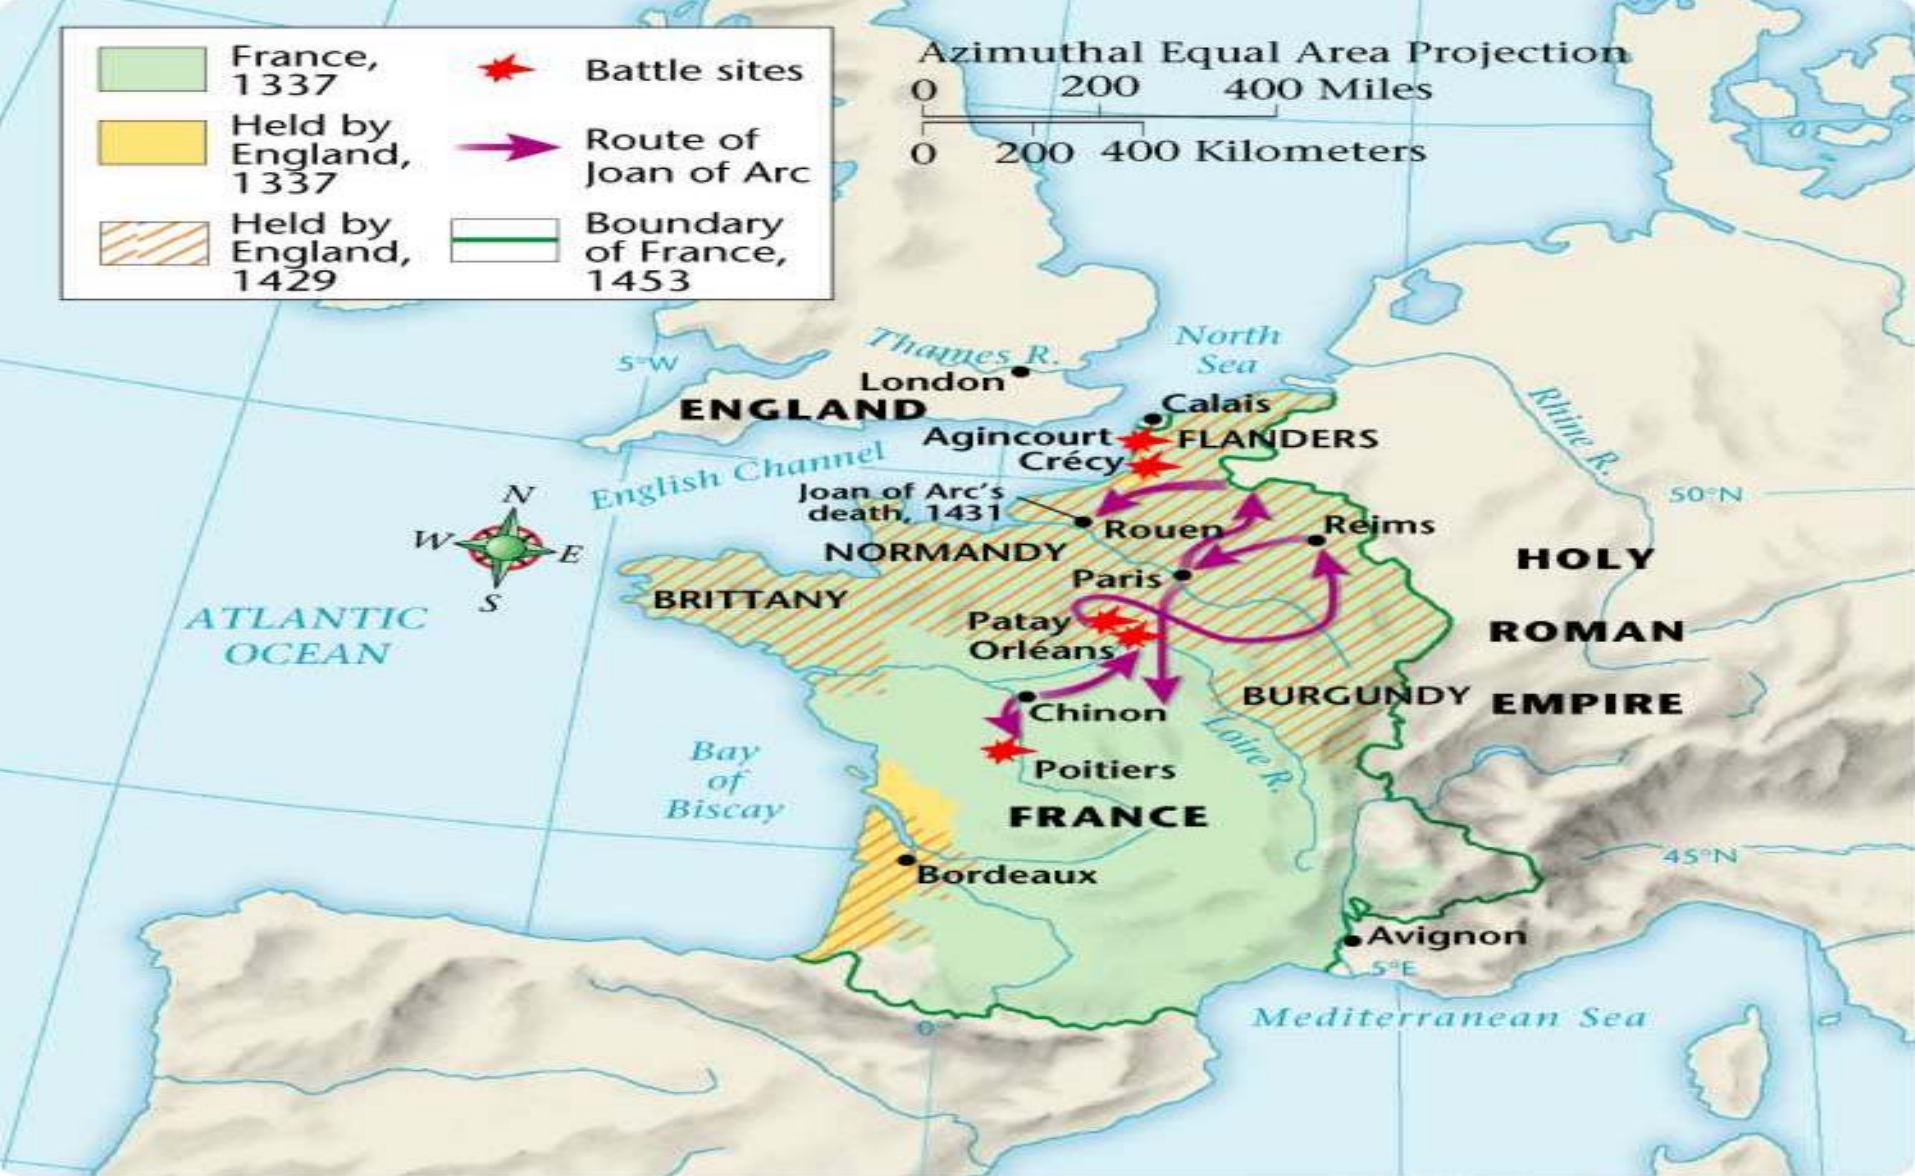 France,
1337
Held by
England,
1337
Held by
England,
1429
Battle sites
Route of
Joan of Arc
Boundary
of France,
1453
Azimuthal Equal Area Projection
0 200 400 Miles
0 200 400 Kilometers
North
Sea
Thames R.
5°W
London
ENGLAND
Calais
Agincourt
FLANDERS
Crécy
English Channel
Rhine R.
Joan of Arc's
death, 1431
50°N
N
W E
S
Rouen
Reims
NORMANDY
HOLY
ROMAN
EMPIRE
Paris
BRITTANY
ATLANTIC
OCEAN
Patay
Orléans
BURGUNDY
Chinon
Loire R.
Bay
of
Biscay
Poitiers
FRANCE
45°N
Bordeaux
Avignon
5°E
Mediterranean Sea
0°